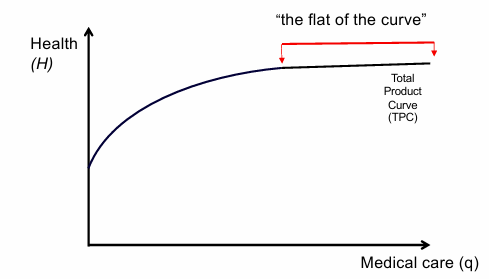 “the flat of the curve”
Health
(H)
Total
Product
Curve
(TPC)
Medical care (q)